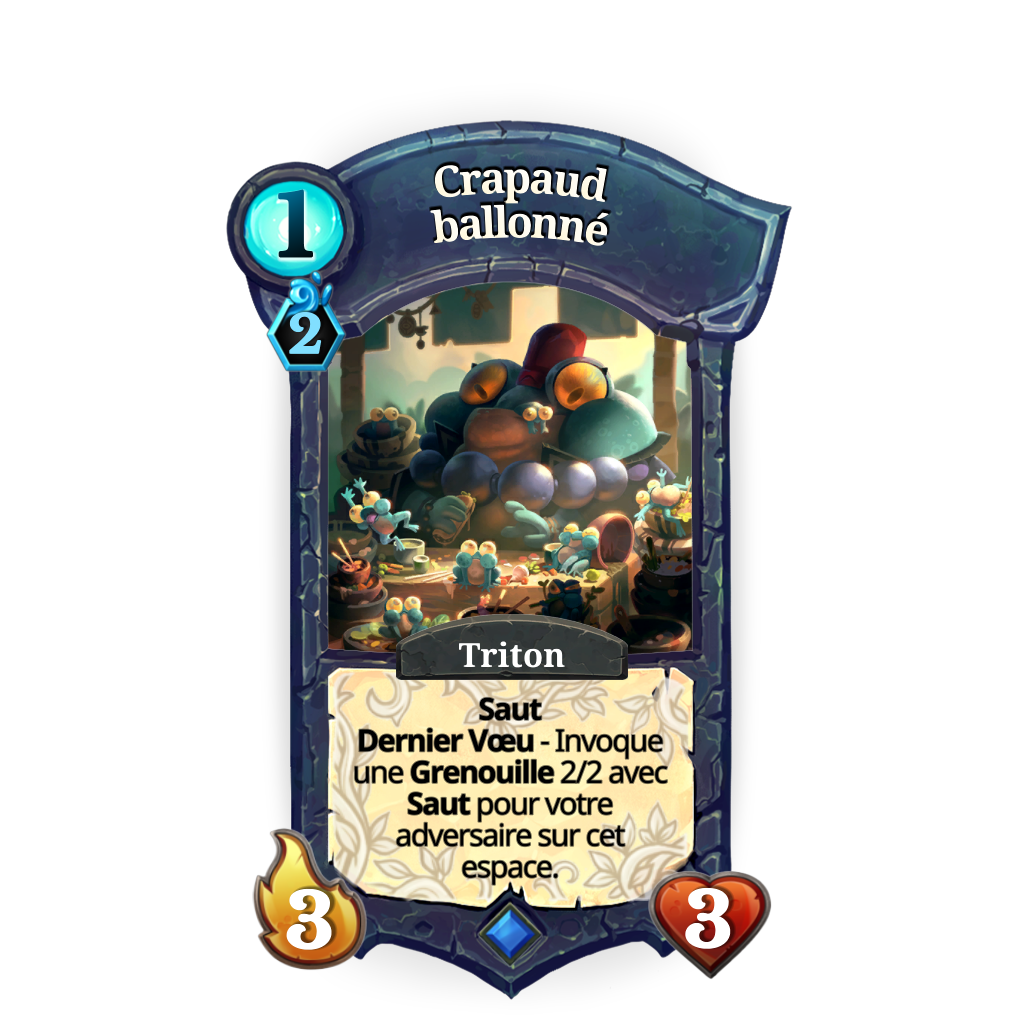 Crapaud
ballonné
1
2
Triton
Saut
Dernier Vœu - Invoque
une Grenouille 2/2 avec
Saut pour votre
adversaire sur cet
espace.
3
3